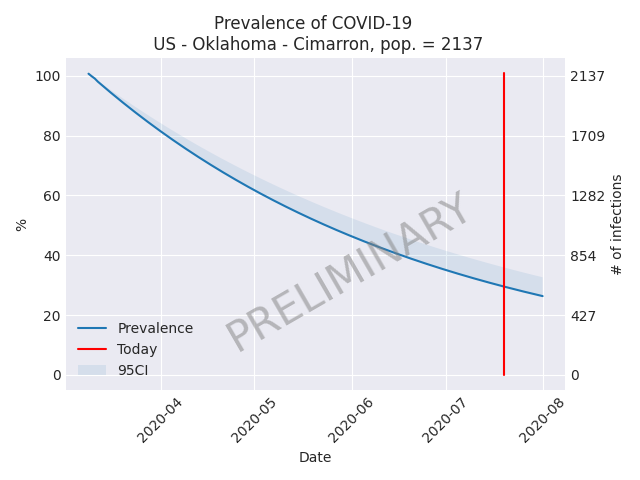 Prevalence of COVID-19
US - Oklahoma - Cimarron, pop. = 2137
100
80
60
40
20
0
%
2137
1709
1282
854
427
0
# of infections
PRELIMINARY
Prevalence
Today
95CI
2020-04
2020-05
2020-06
2020-07
2020-08
Date